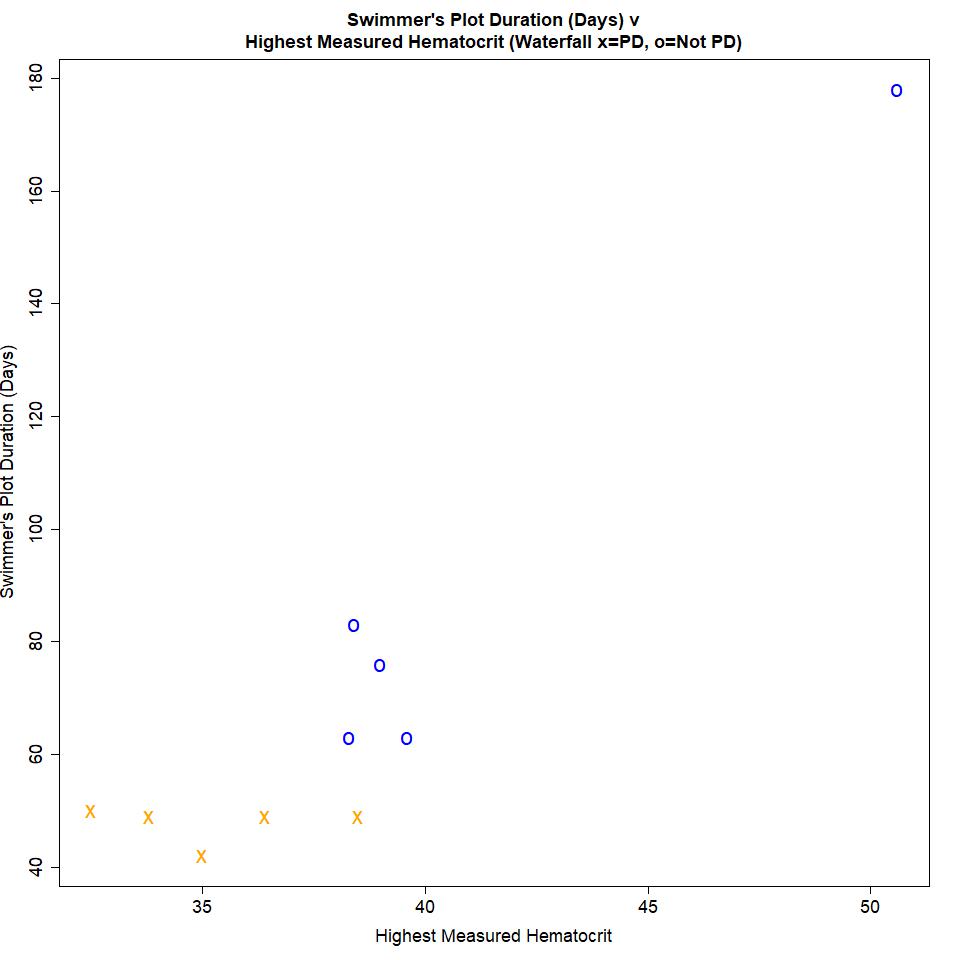 Swimmer's Plot Duration (Days) v
Highest Measured Hematocrit (Waterfall x=PD, o=Not PD)
Swimmer's Plot Duration (Days)
180
160
140
120
100
80
60
40
o
o
o
o
o
x
x
x
x
x
35
40
45
50
Highest Measured Hematocrit